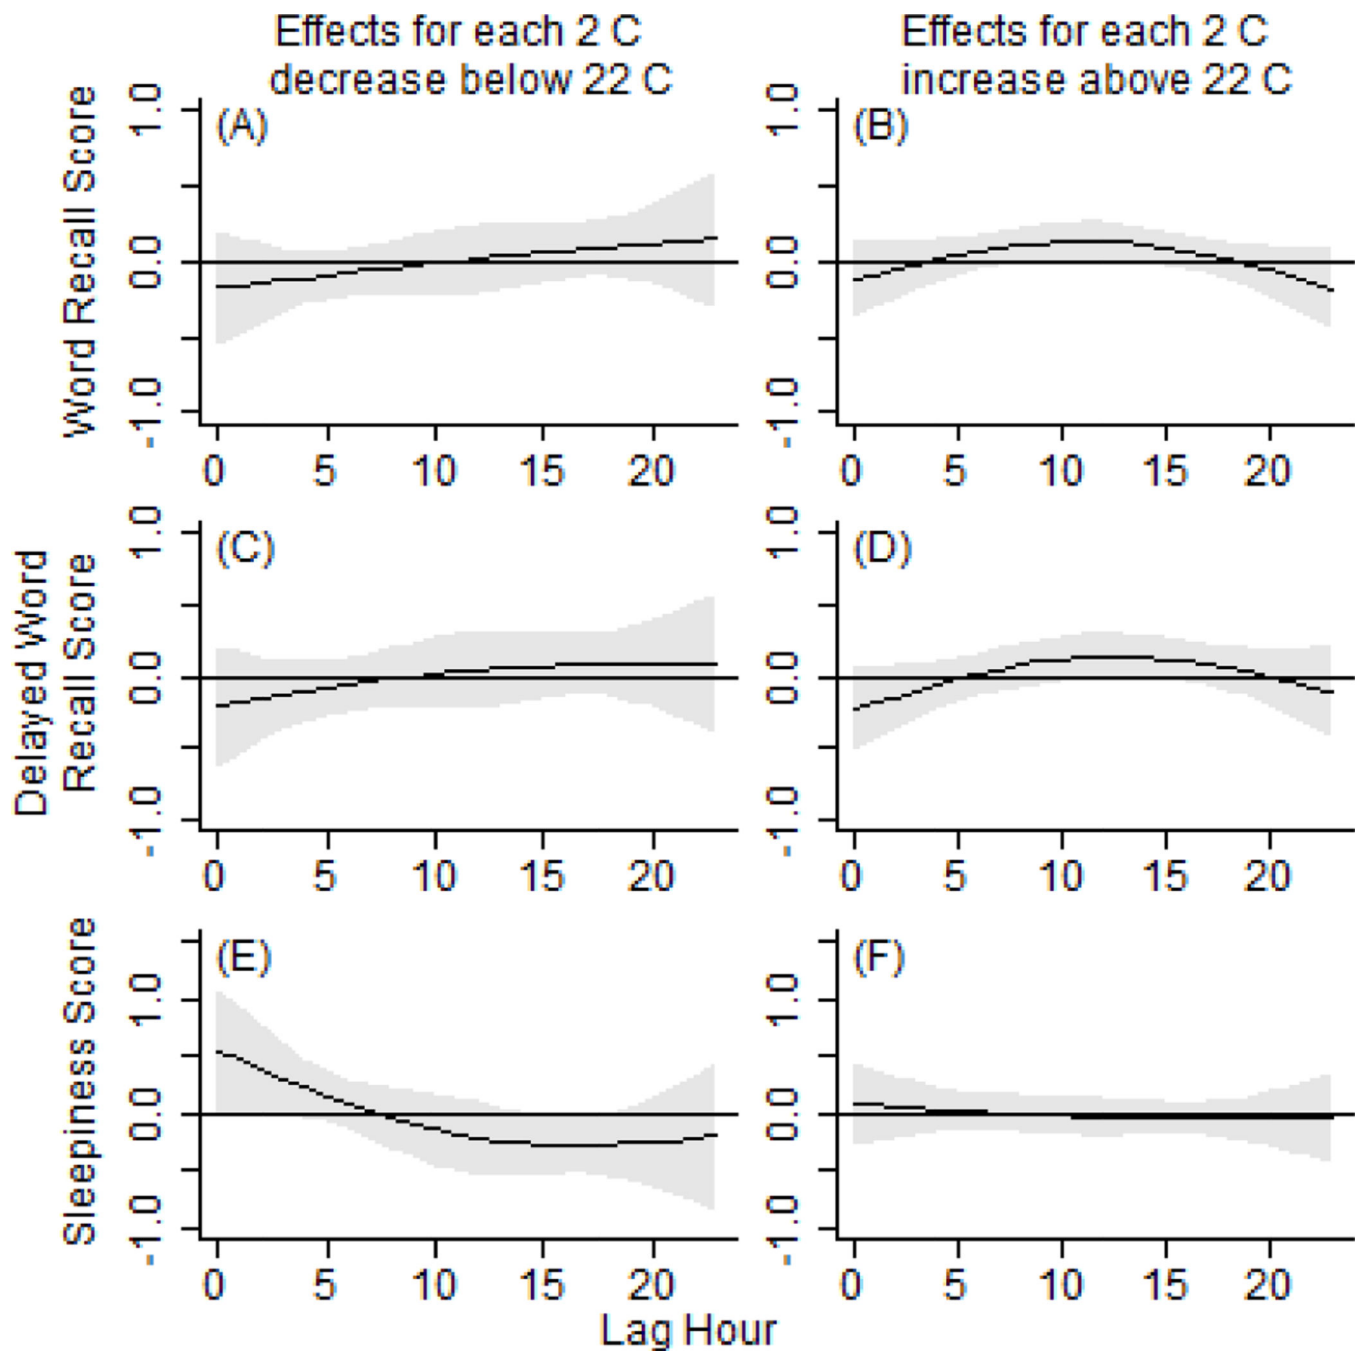 Effects for each 2 C
decrease below 22 C
Effects for each 2 C
increase above 22 C
Word Recall Score
1.0
0.0
-1.0
(A)
0 5 10 15 20
1.0
0.0
-1.0
(B)
0 5 10 15 20
Delayed Word
Recall Score
1.0
0.0
-1.0
(C)
0 5 10 15 20
1.0
0.0
-1.0
(D)
0 5 10 15 20
Sleepiness Score
1.0
0.0
-1.0
(E)
0 5 10 15 20
1.0
0.0
-1.0
(F)
0 5 10 15 20
Lag Hour